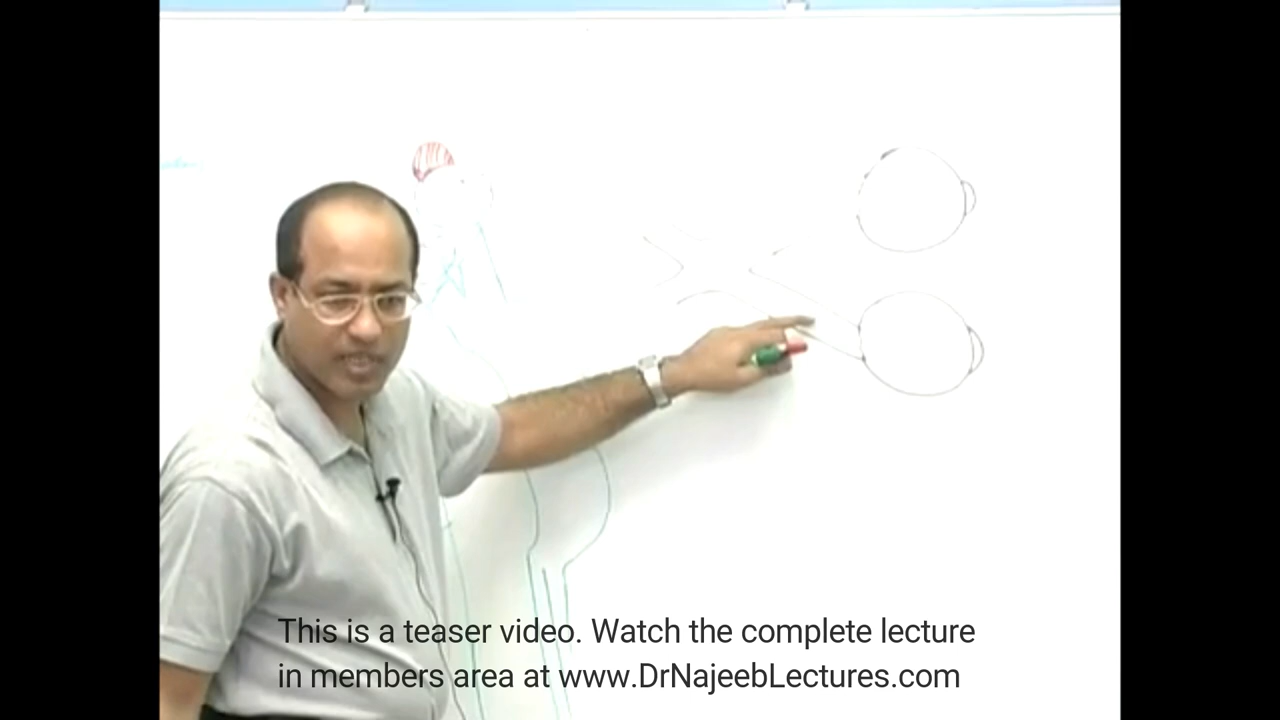 This is a teaser video. Watch the complete lecture
in members area at www.DrNajeebLectures.com